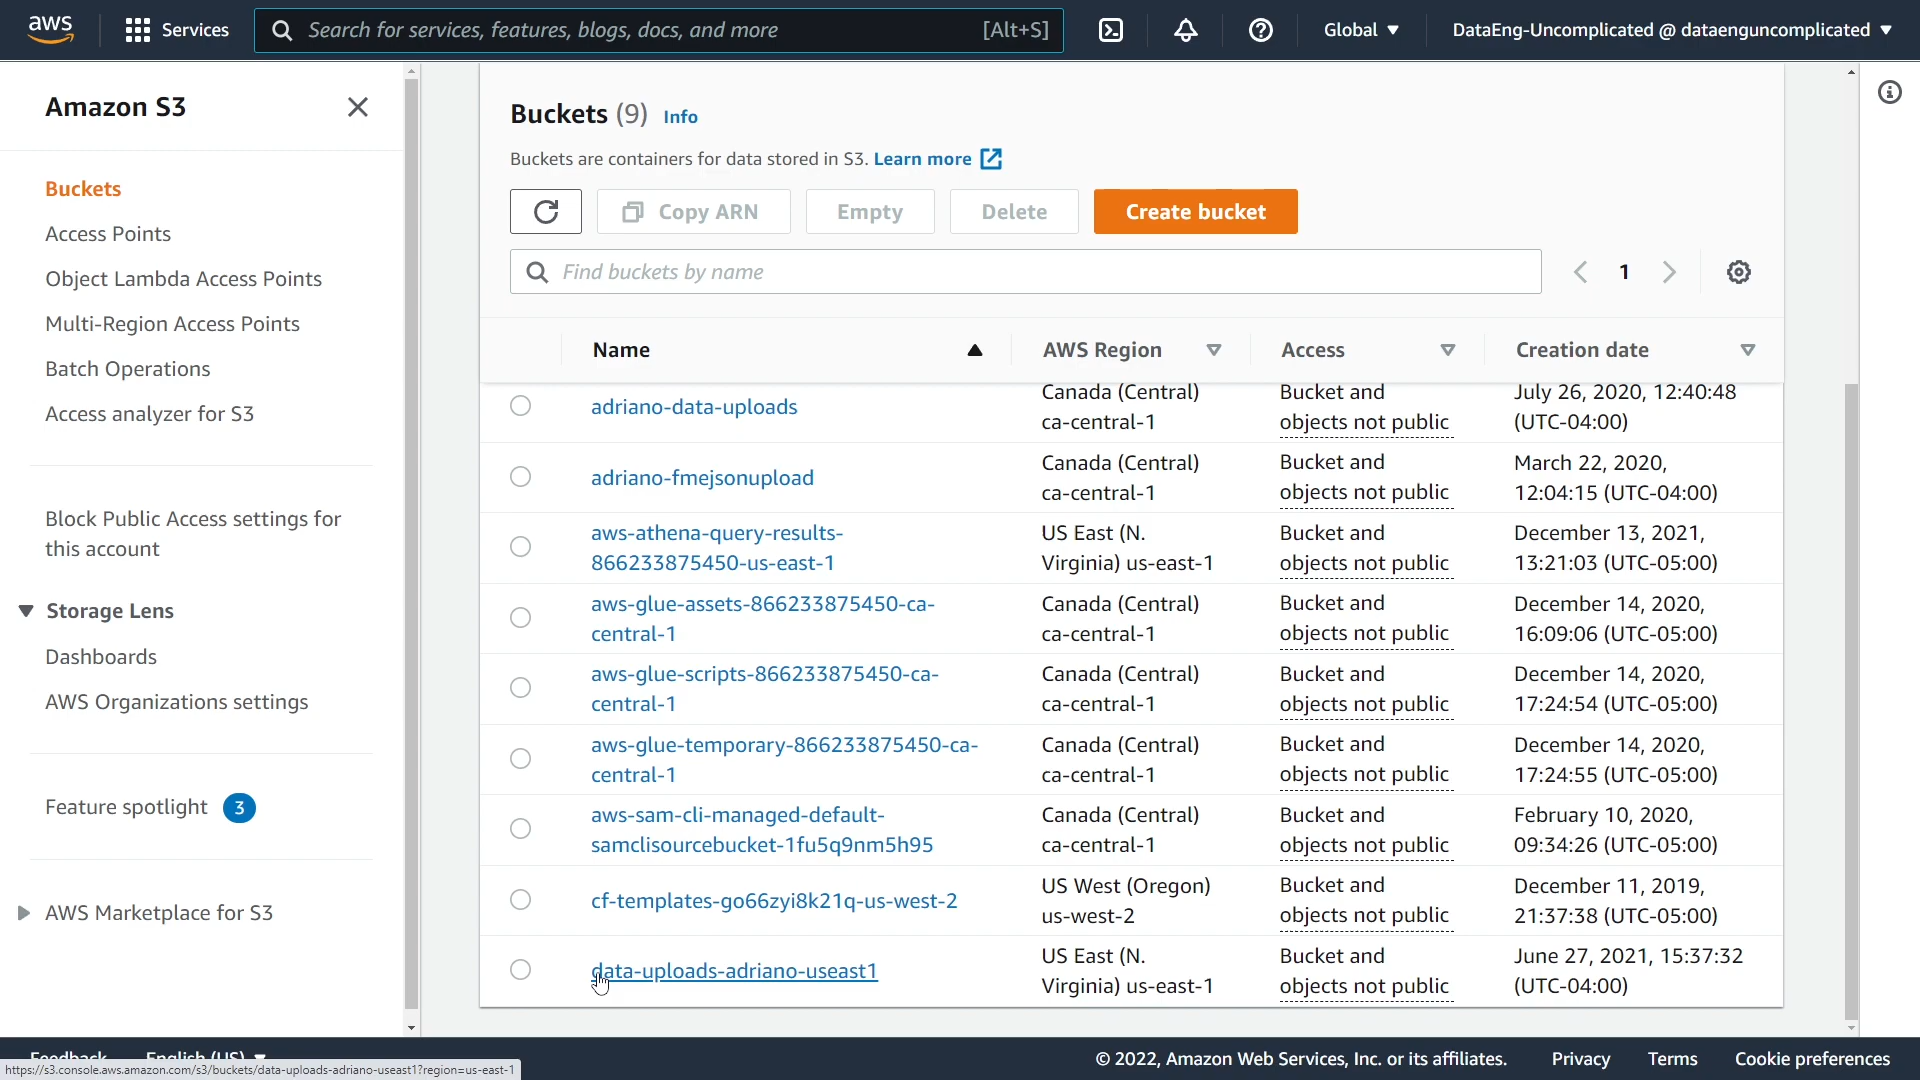 aws
Services
Search for services, features, blogs, docs, and more
[Alt+S]
Global
DataEng-Uncomplicated @ dataenguncomplicated
Amazon S3
Buckets
Access Points
Object Lambda Access Points
Multi-Region Access Points
Batch Operations
Access analyzer for S3
Block Public Access settings for
this account
Storage Lens
Dashboards
AWS Organizations settings
Feature spotlight 3
AWS Marketplace for S3
Buckets (9) Info
Buckets are containers for data stored in S3. Learn more
Copy ARN
Empty
Delete
Create bucket
Find buckets by name
1
Name
AWS Region
Access
Creation date
adriano-data-uploads
Canada (Central)
ca-central-1
Bucket and
objects not public
July 26, 2020, 12:40:48
(UTC-04:00)
adriano-fmejsonupload
Canada (Central)
ca-central-1
Bucket and
objects not public
March 22, 2020,
12:04:15 (UTC-04:00)
aws-athena-query-results-
866233875450-us-east-1
US East (N.
Virginia) us-east-1
Bucket and
objects not public
December 13, 2021,
13:21:03 (UTC-05:00)
aws-glue-assets-866233875450-ca-
central-1
Canada (Central)
ca-central-1
Bucket and
objects not public
December 14, 2020,
16:09:06 (UTC-05:00)
aws-glue-scripts-866233875450-ca-
central-1
Canada (Central)
ca-central-1
Bucket and
objects not public
December 14, 2020,
17:24:54 (UTC-05:00)
aws-glue-temporary-866233875450-ca-
central-1
Canada (Central)
ca-central-1
Bucket and
objects not public
December 14, 2020,
17:24:55 (UTC-05:00)
aws-sam-cli-managed-default-
samclisourcebucket-1fu5q9nm5h95
Canada (Central)
ca-central-1
Bucket and
objects not public
February 10, 2020,
09:34:26 (UTC-05:00)
cf-templates-go66zyi8k21q-us-west-2
US West (Oregon)
us-west-2
Bucket and
objects not public
December 11, 2019,
21:37:38 (UTC-05:00)
data-uploads-adriano-useast1
US East (N.
Virginia) us-east-1
Bucket and
objects not public
June 27, 2021, 15:37:32
(UTC-04:00)
Feedback
English (US)
© 2022, Amazon Web Services, Inc. or its affiliates.
Privacy
Terms
Cookie preferences
https://s3.console.aws.amazon.com/s3/buckets/data-uploads-adriano-useast1?region=us-east-1